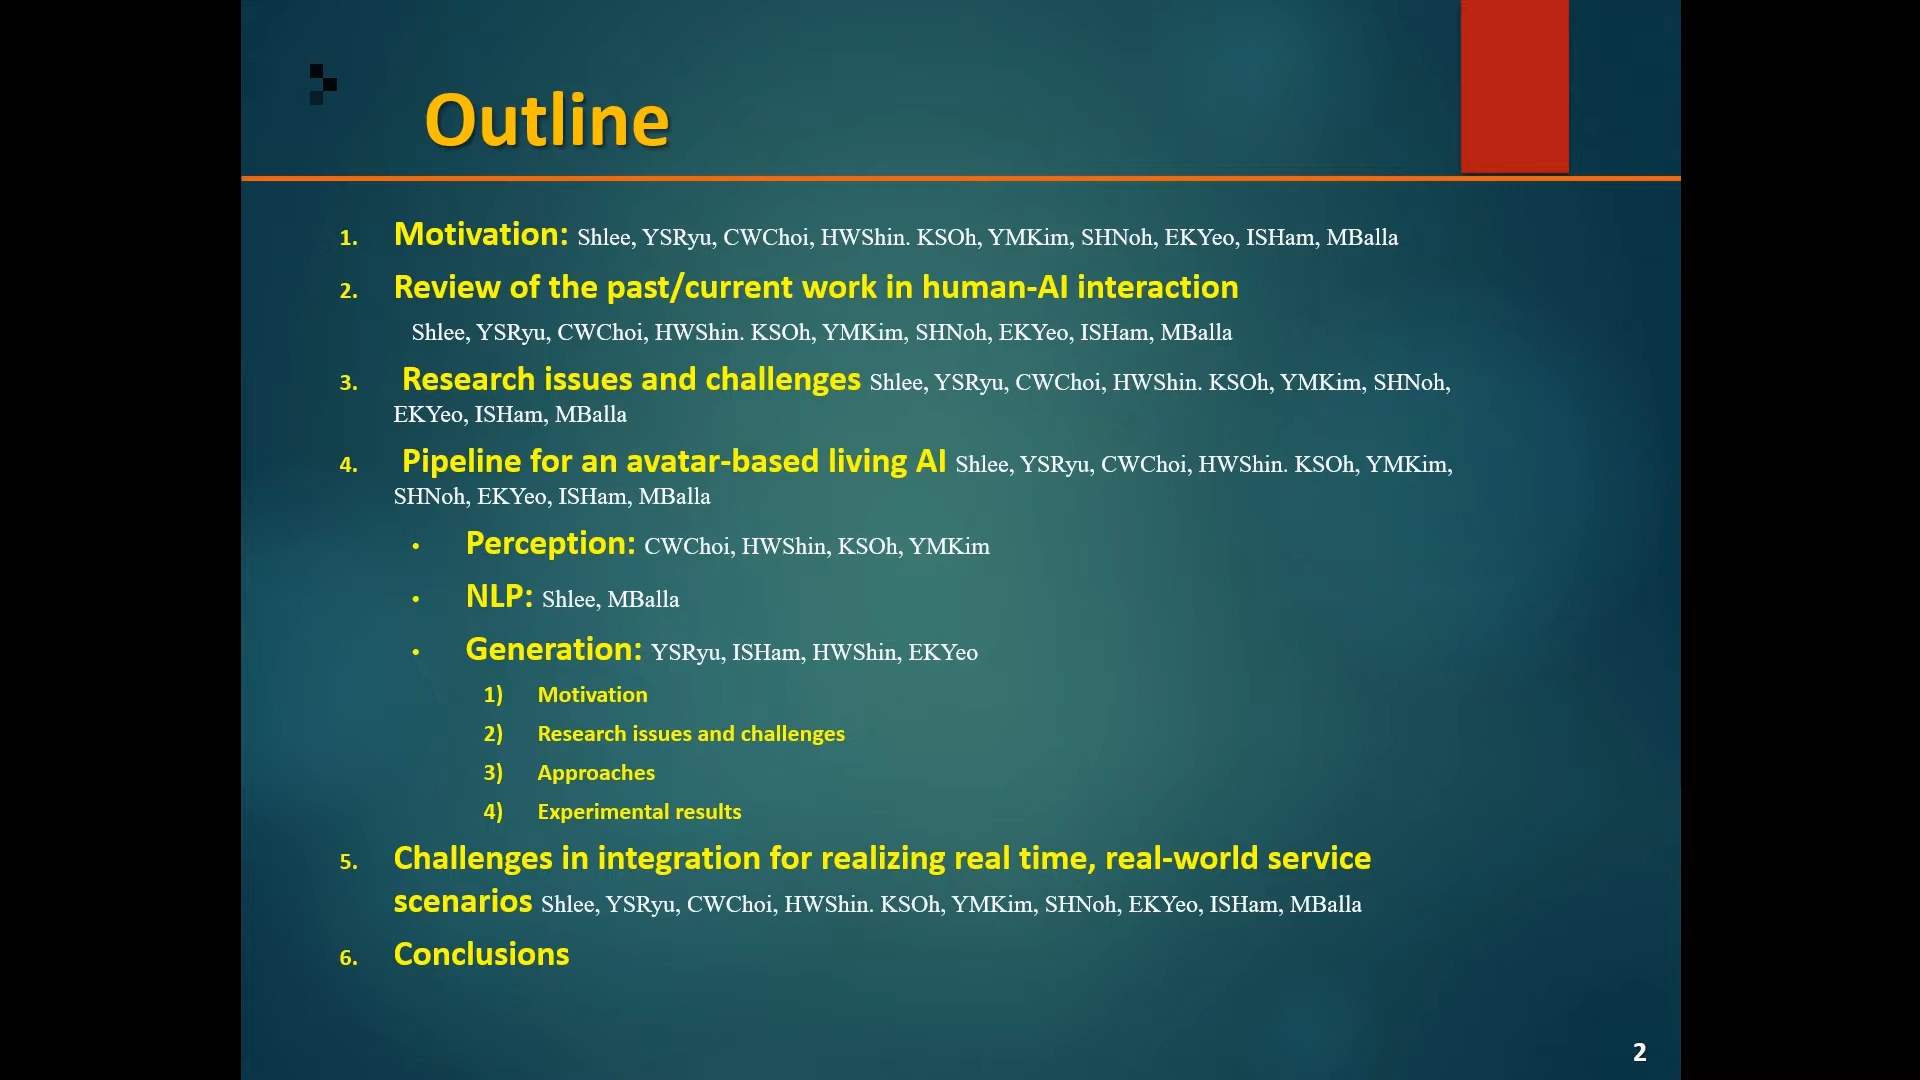 Outline
1. Motivation: Shlee, YSRyu, CWChoi, HWShin. KSOh, YMKim, SHNoh, EKYeo, ISHam, MBalla
2. Review of the past/current work in human-AI interaction
Shlee, YSRyu, CWChoi, HWShin. KSOh, YMKim, SHNoh, EKYeo, ISHam, MBalla
3. Research issues and challenges Shlee, YSRyu, CWChoi, HWShin. KSOh, YMKim, SHNoh,
EKYeo, ISHam, MBalla
4. Pipeline for an avatar-based living AI Shlee, YSRyu, CWChoi, HWShin. KSOh, YMKim,
SHNoh, EKYeo, ISHam, MBalla
• Perception: CWChoi, HWShin, KSOh, YMKim
• NLP: Shlee, MBalla
• Generation: YSRyu, ISHam, HWShin, EKYeo
1) Motivation
2) Research issues and challenges
3) Approaches
4) Experimental results
5. Challenges in integration for realizing real time, real-world service
scenarios Shlee, YSRyu, CWChoi, HWShin. KSOh, YMKim, SHNoh, EKYeo, ISHam, MBalla
6. Conclusions
2